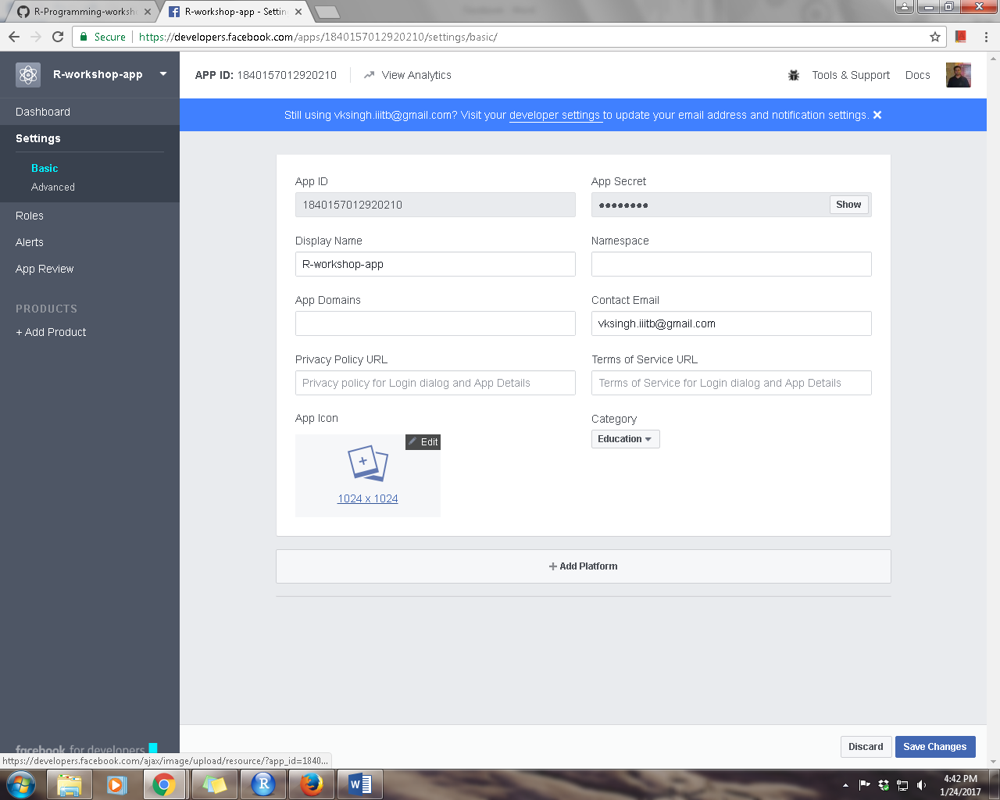 R-Programming-worksh
R-workshop-app - Settin
Secure
https://developers.facebook.com/apps/1840157012920210/settings/basic/
R-workshop-app
APP ID: 1840157012920210
View Analytics
Tools & Support
Docs
Still using vksingh.iiitb@gmail.com? Visit your developer settings to update your email address and notification settings.
Dashboard
Settings
Basic
Advanced
Roles
Alerts
App Review
PRODUCTS
+ Add Product
App ID
1840157012920210
App Secret
Show
Display Name
R-workshop-app
Namespace
App Domains
Contact Email
vksingh.iiitb@gmail.com
Privacy Policy URL
Privacy policy for Login dialog and App Details
Terms of Service URL
Terms of Service for Login dialog and App Details
App Icon
Edit
1024 x 1024
Category
Education
+ Add Platform
facebook for developers
Discard
Save Changes
https://developers.facebook.com/ajax/image/upload/resource/?app_id=1840...
4:42 PM
1/24/2017